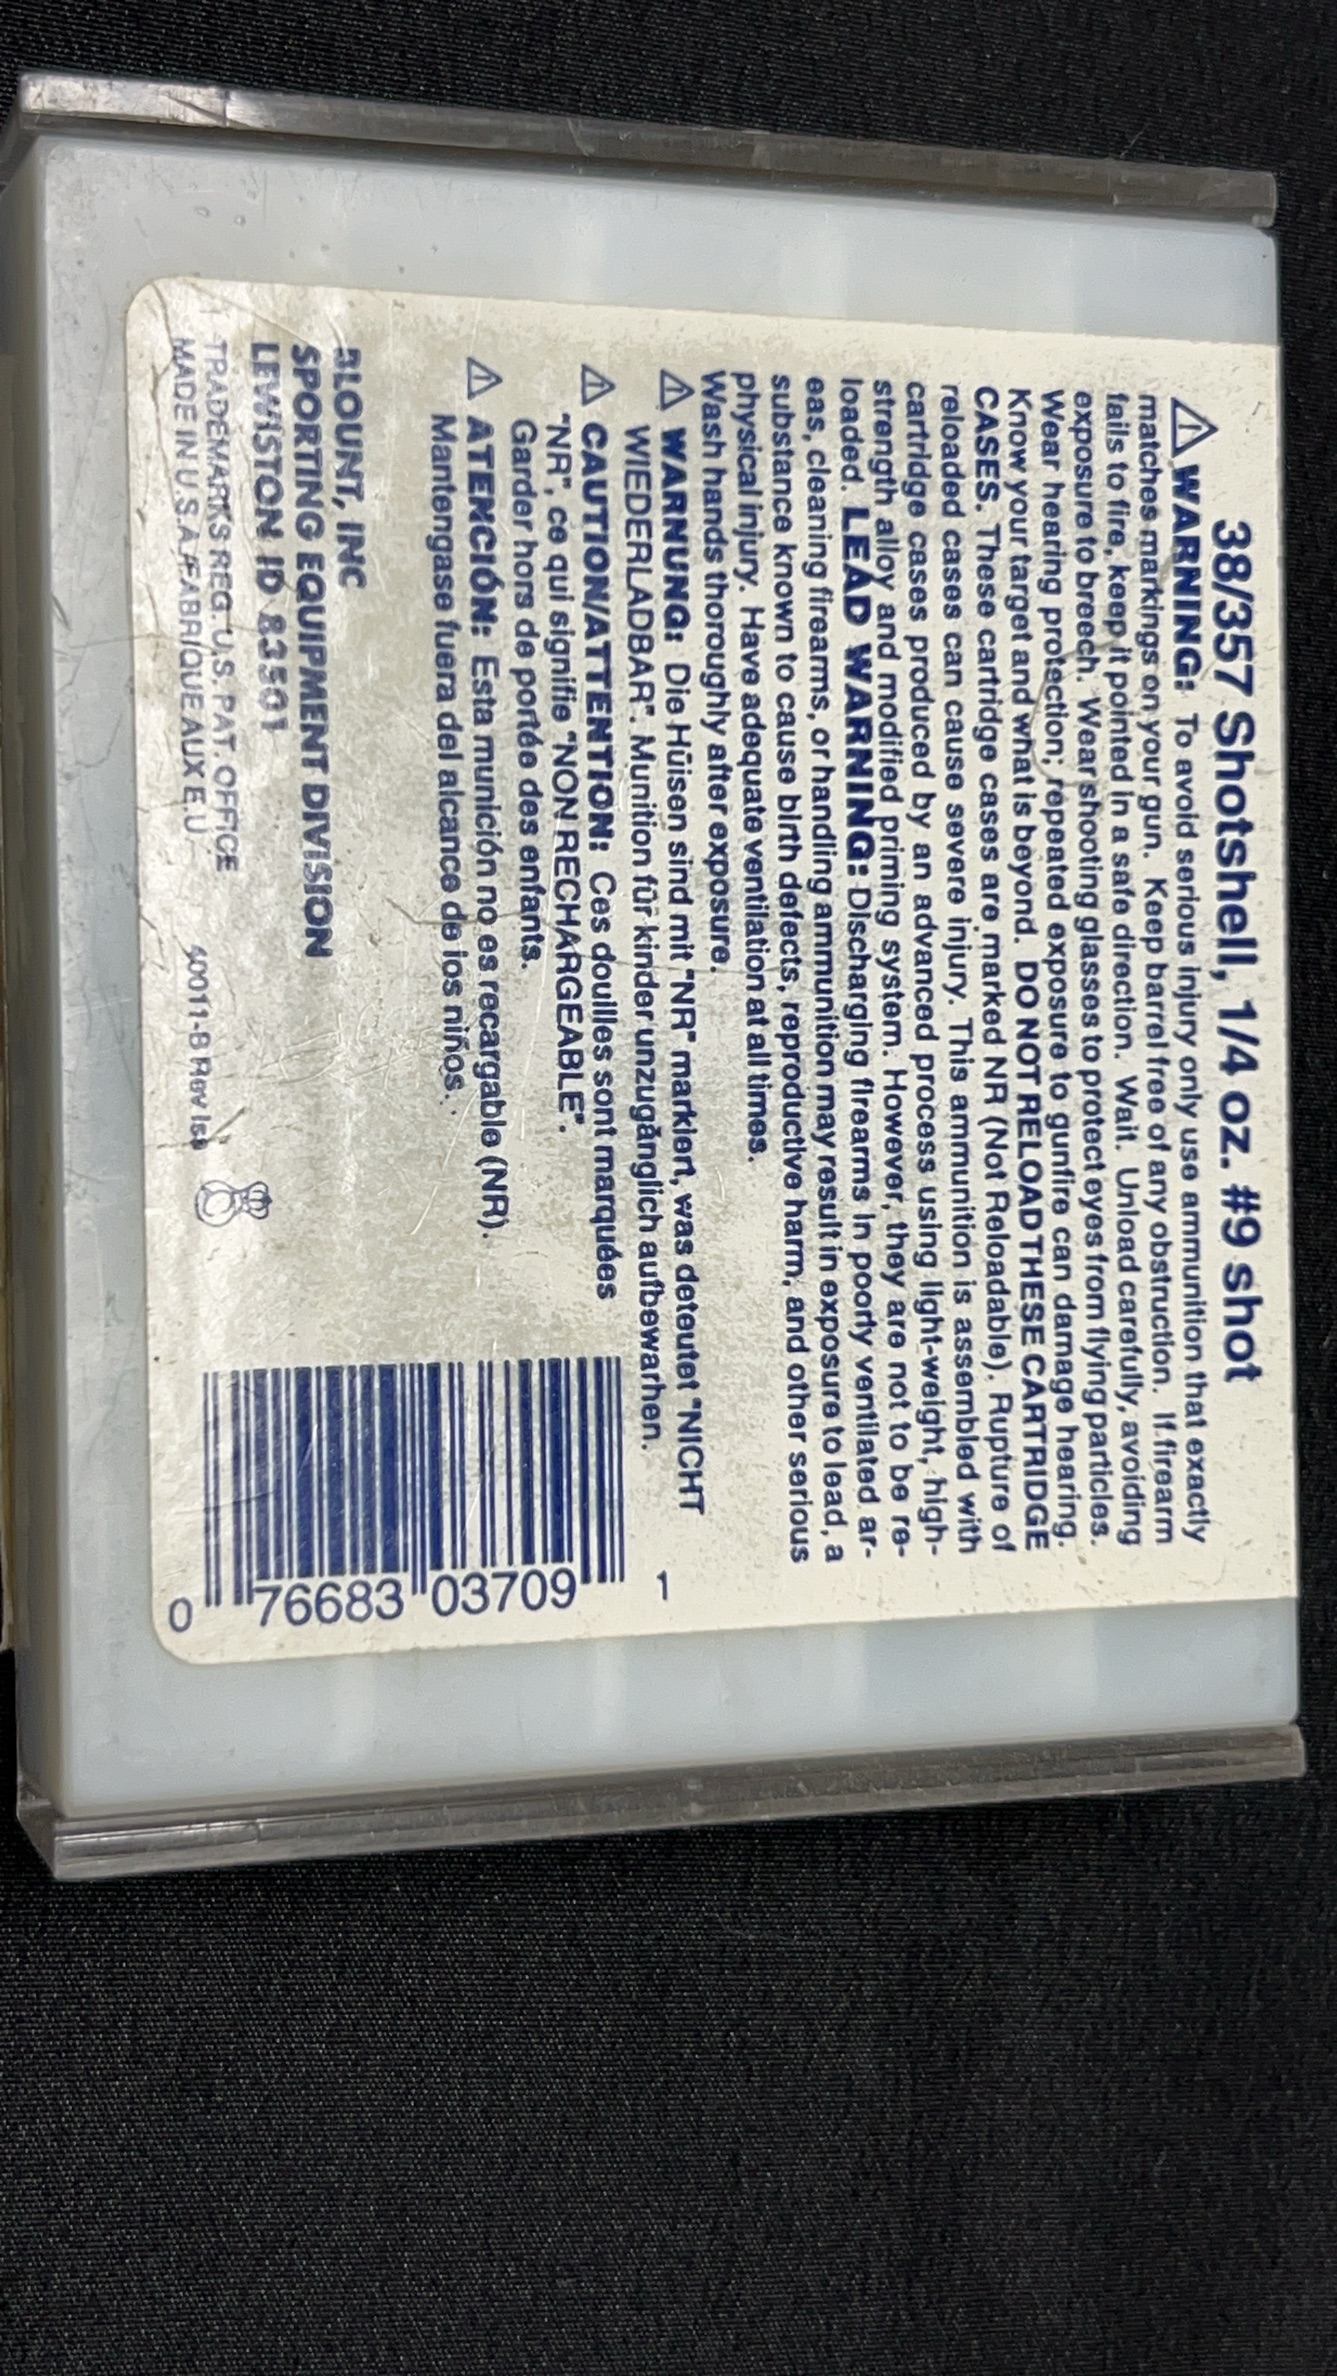 38/357 Shotshell, 1/4 oz. #9 shot
⚠ WARNING: To avoid serious injury only use ammunition that exactly
matches markings on your gun. Keep barrel free of any obstruction. If firearm
fails to fire, keep it pointed in a safe direction. Wait. Unload carefully, avoiding
exposure to breech. Wear shooting glasses to protect eyes from flying particles.
Wear hearing protection; repeated exposure to gunfire can damage hearing.
Know your target and what is beyond. DO NOT RELOAD THESE CARTRIDGE
CASES. These cartridge cases are marked NR (Not Reloadable). Rupture of
reloaded cases can cause severe injury. This ammunition is assembled with
cartridge cases produced by an advanced process using light-weight, high-
strength alloy and modified priming system. However, they are not to be re-
loaded. LEAD WARNING: Discharging firearms in poorly ventilated ar-
eas, cleaning firearms, or handling ammunition may result in exposure to lead, a
substance known to cause birth defects, reproductive harm, and other serious
physical injury. Have adequate ventilation at all times.
Wash hands thoroughly after exposure.
⚠ WARNUNG: Die Hüisen sind mit "NR" markiert, was deteutet "NICHT
WIEDERLADBAR". Munition für kinder unzugänglich aufbewarhen.
⚠ CAUTION/ATTENTION: Ces douilles sont marquées
"NR", ce qui signifie "NON RECHARGEABLE".
Garder hors de portée des enfants.
⚠ ATENCIÓN: Esta munición no es recargable (NR).
Mantengase fuera del alcance de los niños.
BLOUNT, INC
SPORTING EQUIPMENT DIVISION
LEWISTON ID 83501
TRADEMARKS REG. U.S. PAT. OFFICE
MADE IN U.S.A./FABRIQUE AUX E.U.
40011-8 Rev
0 76683 03709 1